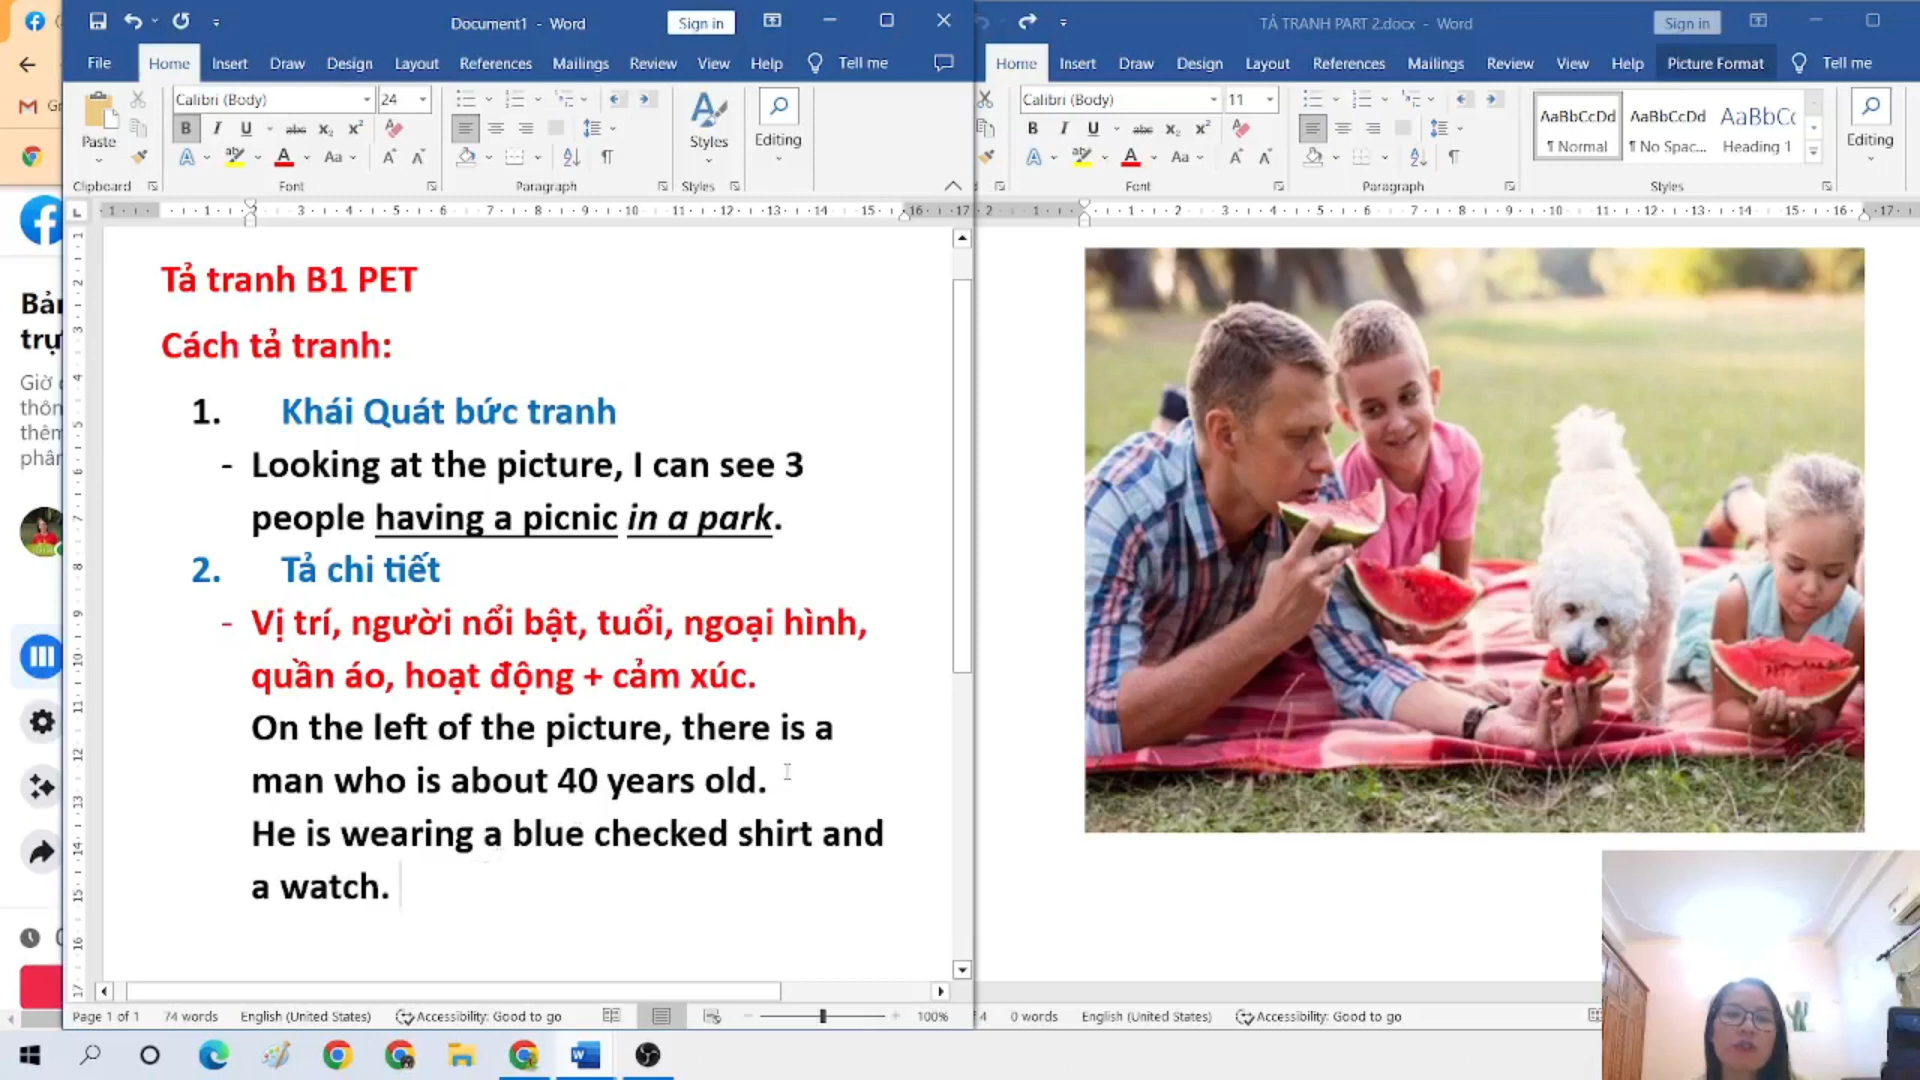 Document1 - Word
Sign in
File Home Insert Draw Design Layout References Mailings Review View Help Tell me
Paste
Calibri (Body) 24
Styles
Editing
Clipboard Font Paragraph Styles
Tả tranh B1 PET
Cách tả tranh:
1. Khái Quát bức tranh
- Looking at the picture, I can see 3
people having a picnic in a park.
2. Tả chi tiết
- Vị trí, người nổi bật, tuổi, ngoại hình,
quần áo, hoạt động + cảm xúc.
On the left of the picture, there is a
man who is about 40 years old.
He is wearing a blue checked shirt and
a watch.
Page 1 of 1 74 words English (United States) Accessibility: Good to go 100%
TẢ TRANH PART 2.docx - Word
Sign in
Home Insert Draw Design Layout References Mailings Review View Help Picture Format Tell me
Calibri (Body) 11
AaBbCcDd AaBbCcDd AaBbCc
¶ Normal ¶ No Spac... Heading 1
Editing
Font Paragraph Styles
0 words English (United States) Accessibility: Good to go
Giờ